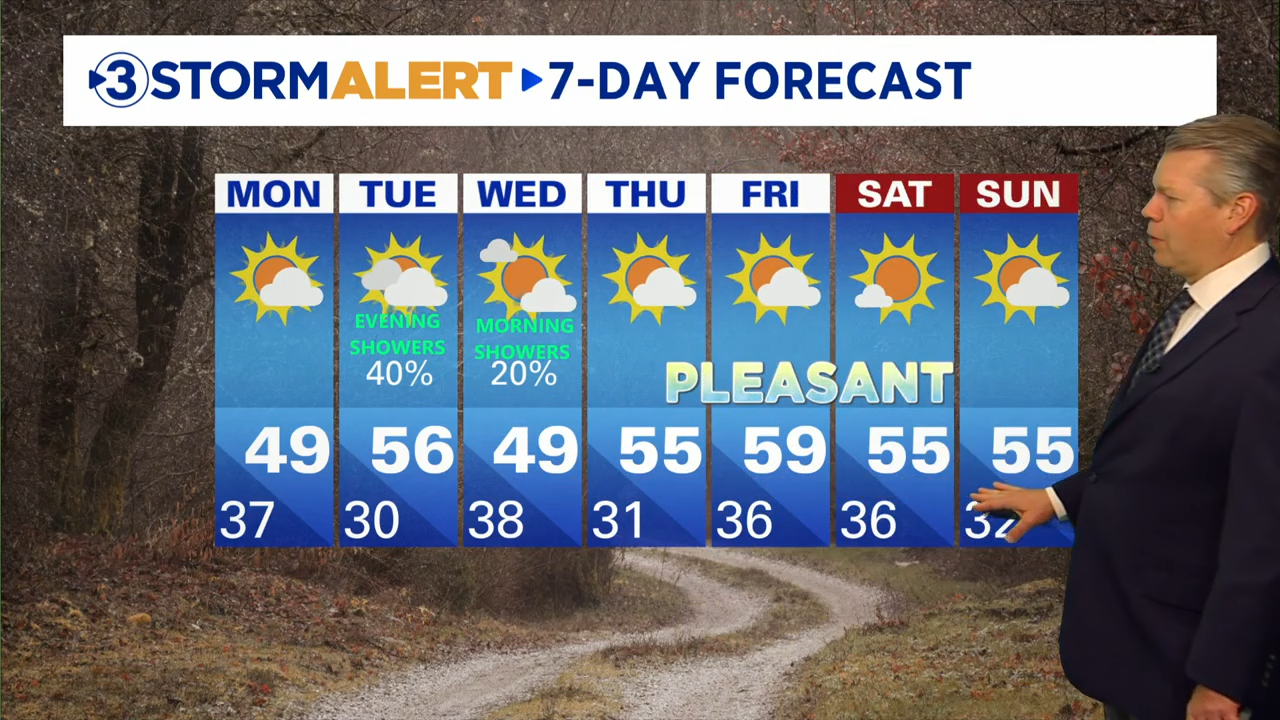 3 STORMALERT 7-DAY FORECAST
MON TUE WED THU FRI SAT SUN
EVENING SHOWERS 40%
MORNING SHOWERS 20%
PLEASANT
49 56 49 55 59 55 55
37 30 38 31 36 36 32